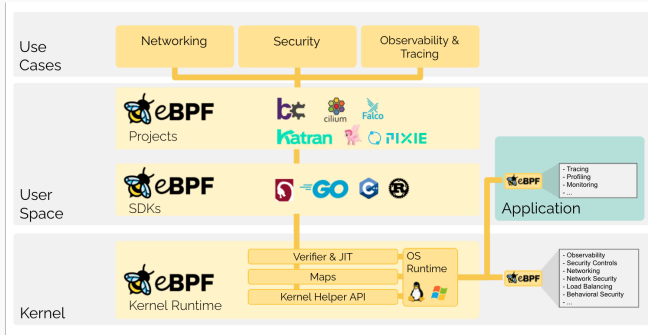 Use
Cases
Networking
Security
Observability &
Tracing
eBPF
Projects
bcc
cilium
Falco
Katran
PIXIE
User
Space
eBPF
SDKs
GO
C++
eBPF
- Tracing
- Profiling
- Monitoring
- ...
Application
Kernel
eBPF
Kernel Runtime
Verifier & JIT
Maps
Kernel Helper API
OS
Runtime
eBPF
- Observability
- Security Controls
- Networking
- Network Security
- Load Balancing
- Behavioral Security
- ...